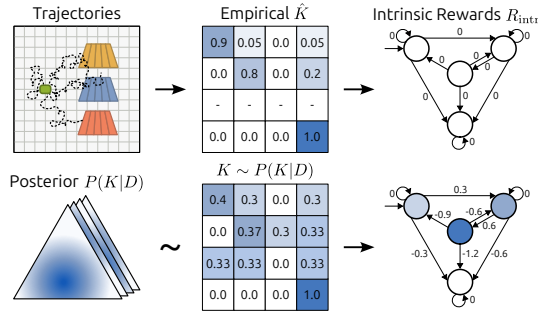 Trajectories
Empirical K̂
Intrinsic Rewards R_intr
0.9 0.05 0.0 0.05
0.0 0.8 0.0 0.2
- - - -
0.0 0.0 0.0 1.0
0 0 0
0 0
0 0 0
0
Posterior P(K|D)
K ∼ P(K|D)
~
0.4 0.3 0.0 0.3
0.0 0.37 0.3 0.33
0.33 0.33 0.0 0.33
0.0 0.0 0.0 1.0
0 0.3 0
-0.9 -0.6
0.6
-0.3 -1.2 -0.6
0